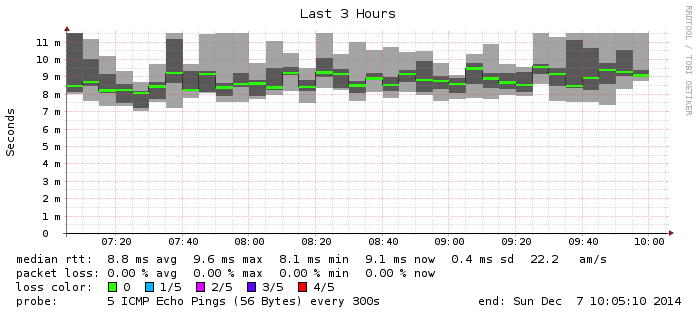 Last 3 Hours
RRDTOOL / TOBI OETIKER
Seconds
11 m
10 m
9 m
8 m
7 m
6 m
5 m
4 m
3 m
2 m
1 m
0
07:20 07:40 08:00 08:20 08:40 09:00 09:20 09:40 10:00
median rtt: 8.8 ms avg 9.6 ms max 8.1 ms min 9.1 ms now 0.4 ms sd 22.2 am/s
packet loss: 0.00 % avg 0.00 % max 0.00 % min 0.00 % now
loss color: 0 1/5 2/5 3/5 4/5
probe: 5 ICMP Echo Pings (56 Bytes) every 300s end: Sun Dec 7 10:05:10 2014